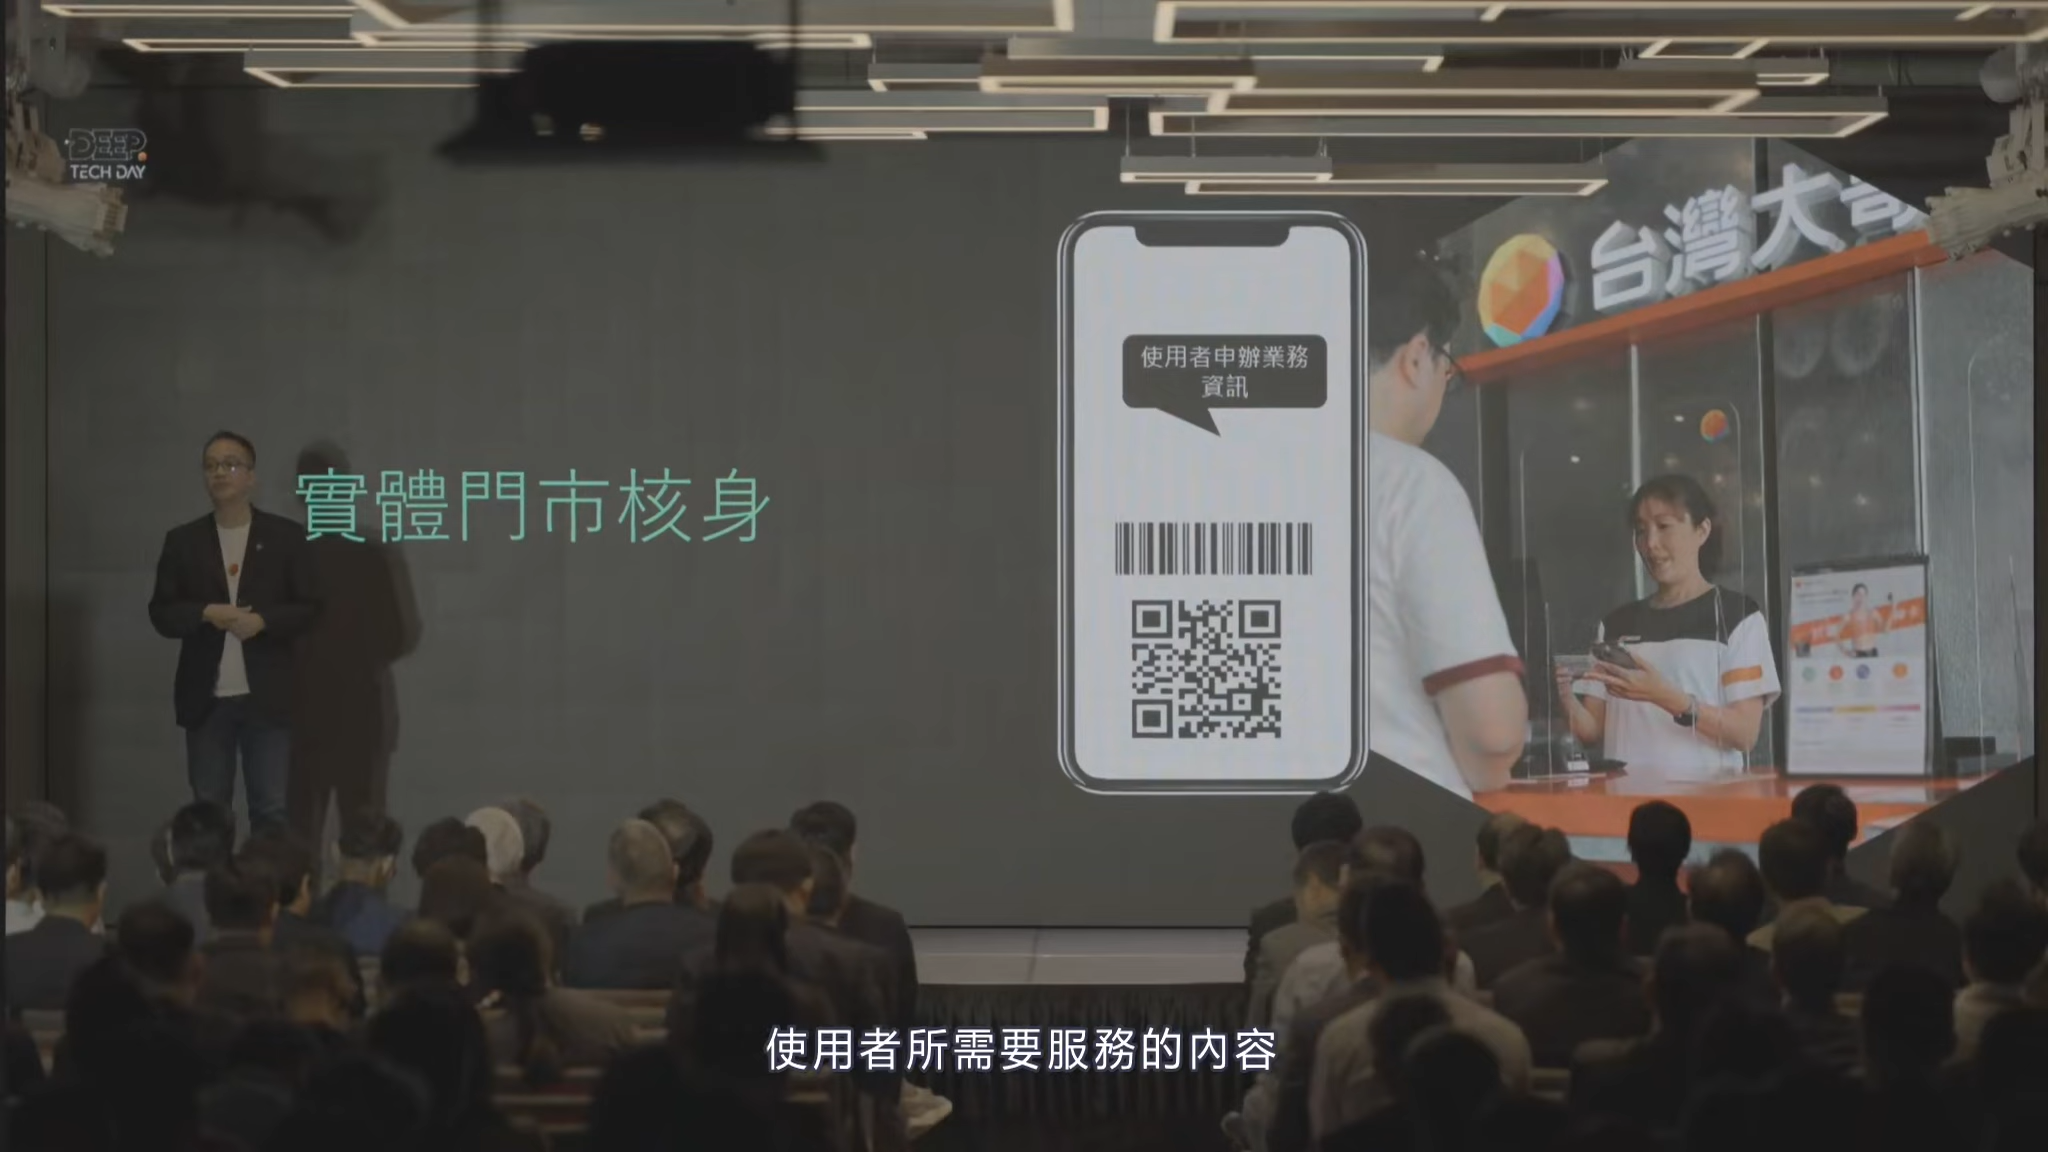 DEEP
TECH DAY
台灣大哥
使用者申辦業務
資訊
實體門市核身
使用者所需要服務的內容